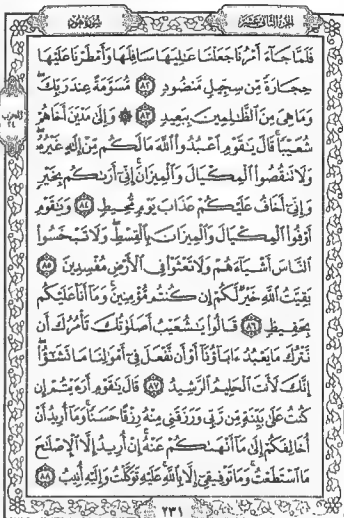 الجزء الثاني عشر
سورة هود
فَلَمَّا جَآءَ أَمْرُنَا جَعَلْنَا عَٰلِيَهَا سَافِلَهَا وَأَمْطَرْنَا عَلَيْهَا
حِجَارَةً مِّن سِجِّيلٍ مَّنضُودٍ ٨٢ مُّسَوَّمَةً عِندَ رَبِّكَۖ
وَمَا هِىَ مِنَ ٱلظَّٰلِمِينَ بِبَعِيدٍ ٨٣ ۞ وَإِلَىٰ مَدْيَنَ أَخَاهُمْ
شُعَيْبًاۚ قَالَ يَٰقَوْمِ ٱعْبُدُوا۟ ٱللَّهَ مَا لَكُم مِّنْ إِلَٰهٍ غَيْرُهُۥۖ
وَلَا تَنقُصُوا۟ ٱلْمِكْيَالَ وَٱلْمِيزَانَۚ إِنِّىٓ أَرَىٰكُم بِخَيْرٍ
وَإِنِّىٓ أَخَافُ عَلَيْكُمْ عَذَابَ يَوْمٍ مُّحِيطٍ ٨٤ وَيَٰقَوْمِ
أَوْفُوا۟ ٱلْمِكْيَالَ وَٱلْمِيزَانَ بِٱلْقِسْطِۖ وَلَا تَبْخَسُوا۟
ٱلنَّاسَ أَشْيَآءَهُمْ وَلَا تَعْثَوْا۟ فِى ٱلْأَرْضِ مُفْسِدِينَ ٨٥
بَقِيَّتُ ٱللَّهِ خَيْرٌ لَّكُمْ إِن كُنتُم مُّؤْمِنِينَۚ وَمَآ أَنَا۠ عَلَيْكُم
بِحَفِيظٍ ٨٦ قَالُوا۟ يَٰشُعَيْبُ أَصَلَوٰتُكَ تَأْمُرُكَ أَن
نَّتْرُكَ مَا يَعْبُدُ ءَابَآؤُنَآ أَوْ أَن نَّفْعَلَ فِىٓ أَمْوَٰلِنَا مَا نَشَٰٓؤُا۟ۖ
إِنَّكَ لَأَنتَ ٱلْحَلِيمُ ٱلرَّشِيدُ ٨٧ قَالَ يَٰقَوْمِ أَرَءَيْتُمْ إِن
كُنتُ عَلَىٰ بَيِّنَةٍ مِّن رَّبِّى وَرَزَقَنِى مِنْهُ رِزْقًا حَسَنًاۚ وَمَآ أُرِيدُ أَنْ
أُخَالِفَكُمْ إِلَىٰ مَآ أَنْهَىٰكُمْ عَنْهُۚ إِنْ أُرِيدُ إِلَّا ٱلْإِصْلَٰحَ
مَا ٱسْتَطَعْتُۚ وَمَا تَوْفِيقِىٓ إِلَّا بِٱللَّهِۚ عَلَيْهِ تَوَكَّلْتُ وَإِلَيْهِ أُنِيبُ ٨٨
٢٣١